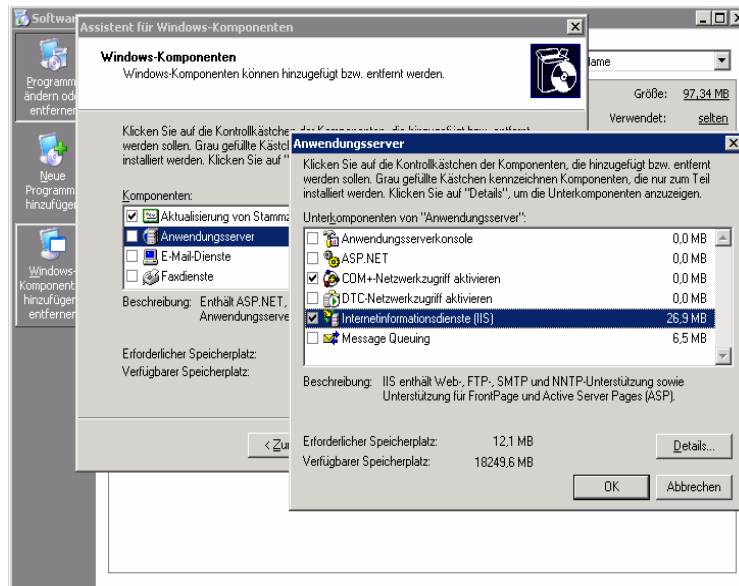 Softwar
Assistent für Windows-Komponenten
Windows-Komponenten
Windows-Komponenten können hinzugefügt bzw. entfernt werden.
Programm
ändern od
entferner
Neue
Programm
hinzufüge
Windows-
Komponent
hinzufüger
entferner
Name
Größe: 97,34 MB
Verwendet: selten
Klicken Sie auf die Kontrollkästchen der Komponenten, die hinzugefügt bzw. entfernt
werden sollen. Grau gefüllte Kästcl
installiert werden. Klicken Sie auf "
Komponenten:
Aktualisierung von Stammz
Anwendungsserver
E-Mail-Dienste
Faxdienste
Beschreibung: Enthält ASP.NET,
Anwendungsserve
Erforderlicher Speicherplatz:
Verfügbarer Speicherplatz:
< Zu
Anwendungsserver
Klicken Sie auf die Kontrollkästchen der Komponenten, die hinzugefügt bzw. entfernt
werden sollen. Grau gefüllte Kästchen kennzeichnen Komponenten, die nur zum Teil
installiert werden. Klicken Sie auf "Details", um die Unterkomponenten anzuzeigen.
Unterkomponenten von "Anwendungsserver":
Anwendungsserverkonsole 0,0 MB
ASP.NET 0,0 MB
COM+-Netzwerkzugriff aktivieren 0,0 MB
DTC-Netzwerkzugriff aktivieren 0,0 MB
Internetinformationsdienste (IIS) 26,9 MB
Message Queuing 6,5 MB
Beschreibung: IIS enthält Web-, FTP-, SMTP und NNTP-Unterstützung sowie
Unterstützung für FrontPage und Active Server Pages (ASP).
Erforderlicher Speicherplatz: 12,1 MB
Verfügbarer Speicherplatz: 18249,6 MB
Details...
OK Abbrechen